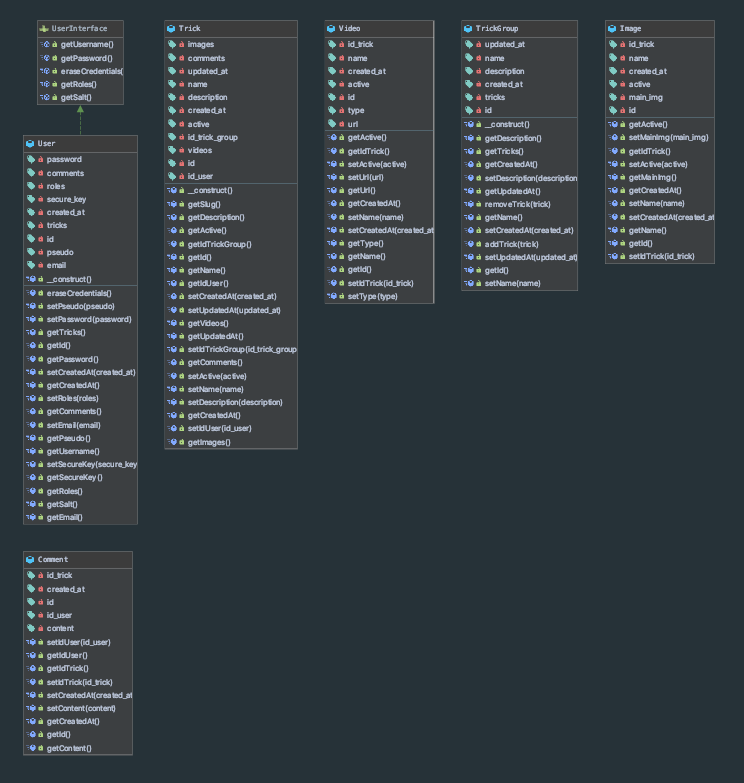 UserInterface
getUsername()
getPassword()
eraseCredentials(
getRoles()
getSalt()
User
password
comments
roles
secure_key
created_at
tricks
id
pseudo
email
__construct()
eraseCredentials()
setPseudo(pseudo)
setPassword(password)
getTricks()
getId()
getPassword()
setCreatedAt(created_at)
getCreatedAt()
setRoles(roles)
getComments()
setEmail(email)
getPseudo()
getUsername()
setSecureKey(secure_key
getSecureKey()
getRoles()
getSalt()
getEmail()
Comment
id_trick
created_at
id
id_user
content
setIdUser(id_user)
getIdUser()
getIdTrick()
setIdTrick(id_trick)
setCreatedAt(created_at
setContent(content)
getCreatedAt()
getId()
getContent()
Trick
images
comments
updated_at
name
description
created_at
active
id_trick_group
videos
id
id_user
__construct()
getSlug()
getDescription()
getActive()
getIdTrickGroup()
getId()
getName()
getIdUser()
setCreatedAt(created_at)
setUpdatedAt(updated_at)
getVideos()
getUpdatedAt()
setIdTrickGroup(id_trick_group
getComments()
setActive(active)
setName(name)
setDescription(description)
getCreatedAt()
setIdUser(id_user)
getImages()
Video
id_trick
name
created_at
active
id
type
url
getActive()
getIdTrick()
setActive(active)
setUrl(url)
getUrl()
getCreatedAt()
setName(name)
setCreatedAt(created_at
getType()
getName()
getId()
setIdTrick(id_trick)
setType(type)
TrickGroup
updated_at
name
description
created_at
tricks
id
__construct()
getDescription()
getTricks()
getCreatedAt()
setDescription(description
getUpdatedAt()
removeTrick(trick)
getName()
setCreatedAt(created_at)
addTrick(trick)
setUpdatedAt(updated_at)
getId()
setName(name)
Image
id_trick
name
created_at
active
main_img
id
getActive()
setMainImg(main_img)
getIdTrick()
setActive(active)
getMainImg()
getCreatedAt()
setName(name)
setCreatedAt(created_at
getName()
getId()
setIdTrick(id_trick)